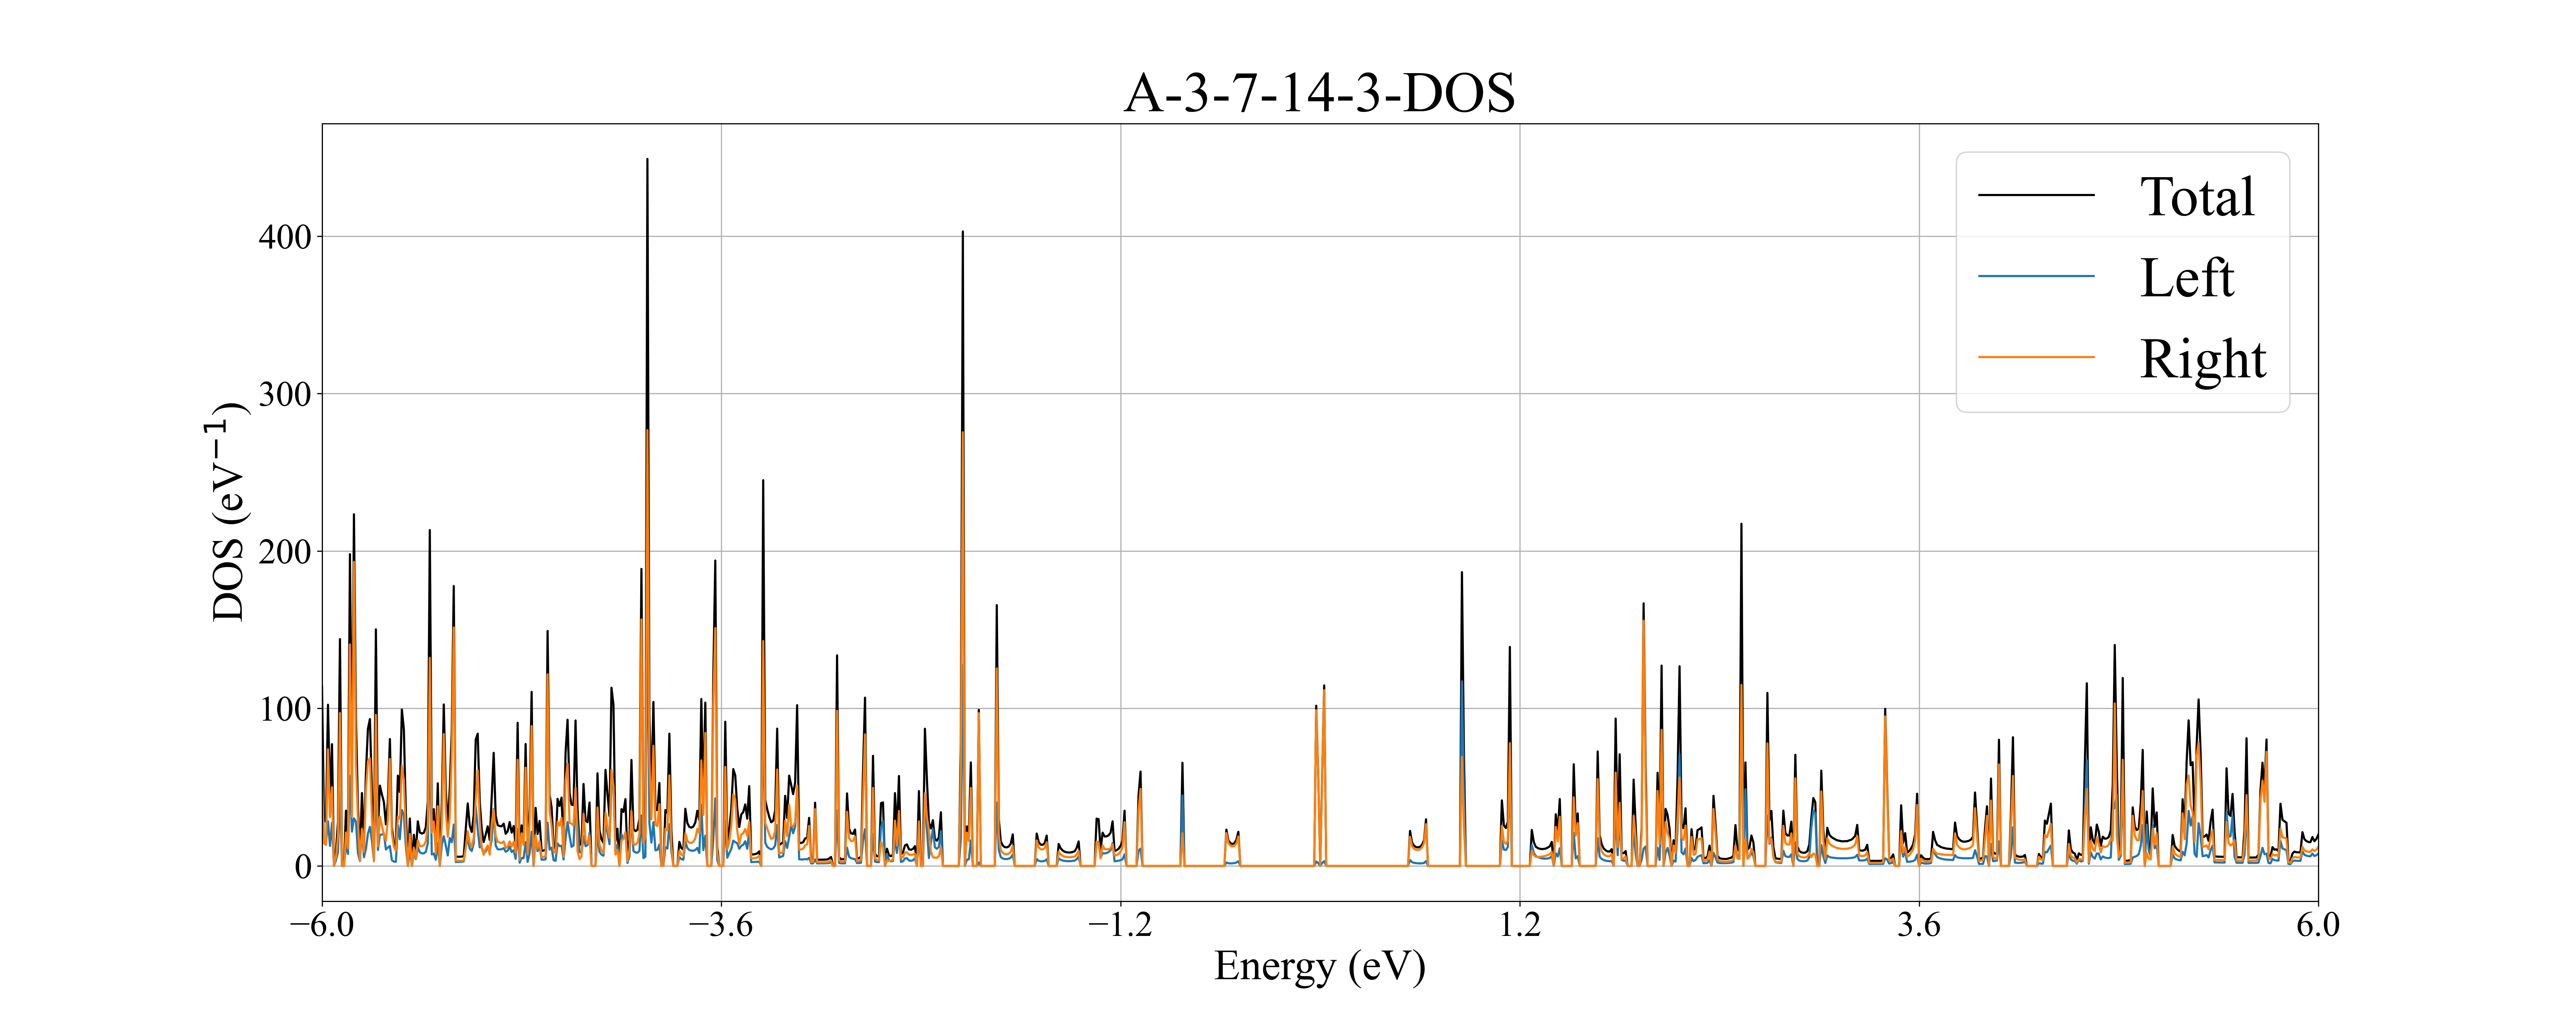 A-3-7-14-3-DOS
Total
Left
Right
DOS (eV⁻¹)
400
300
200
100
0
−6.0 −3.6 −1.2 1.2 3.6 6.0
Energy (eV)